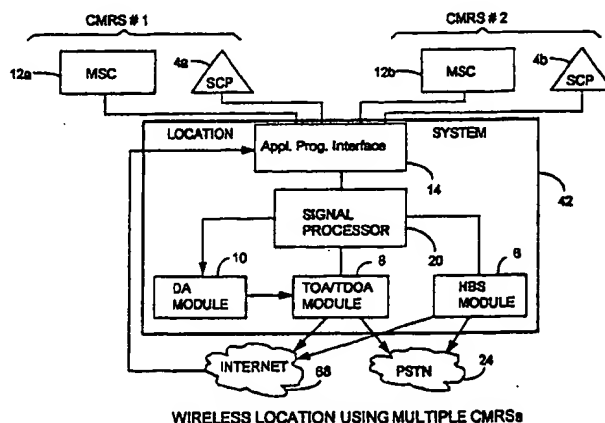 CMRS # 1
CMRS # 2
12a
MSC
4a
SCP
12b
MSC
4b
SCP
LOCATION
SYSTEM
Appl. Prog. Interface
14
42
SIGNAL
PROCESSOR
20
10
8
6
DA
MODULE
TOA/TDOA
MODULE
HBS
MODULE
INTERNET
68
PSTN
24
WIRELESS LOCATION USING MULTIPLE CMRSs